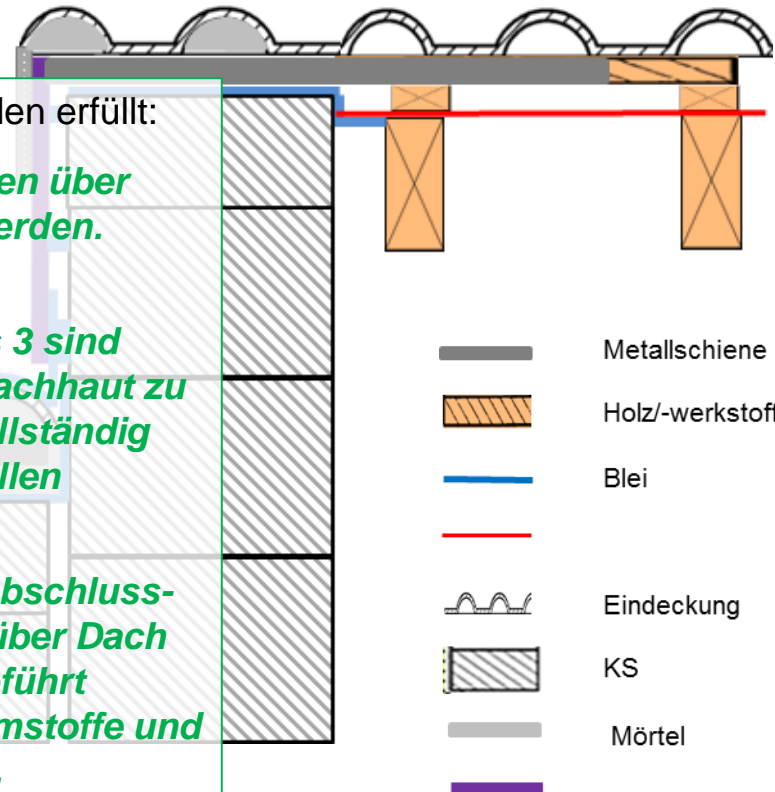 den erfüllt:
en über
erden.
s 3 sind
achhaut zu
llständig
llen
bschluss-
über Dach
führt
mstoffe und
Metallschiene
Holz/-werkstoff
Blei
Eindeckung
KS
Mörtel